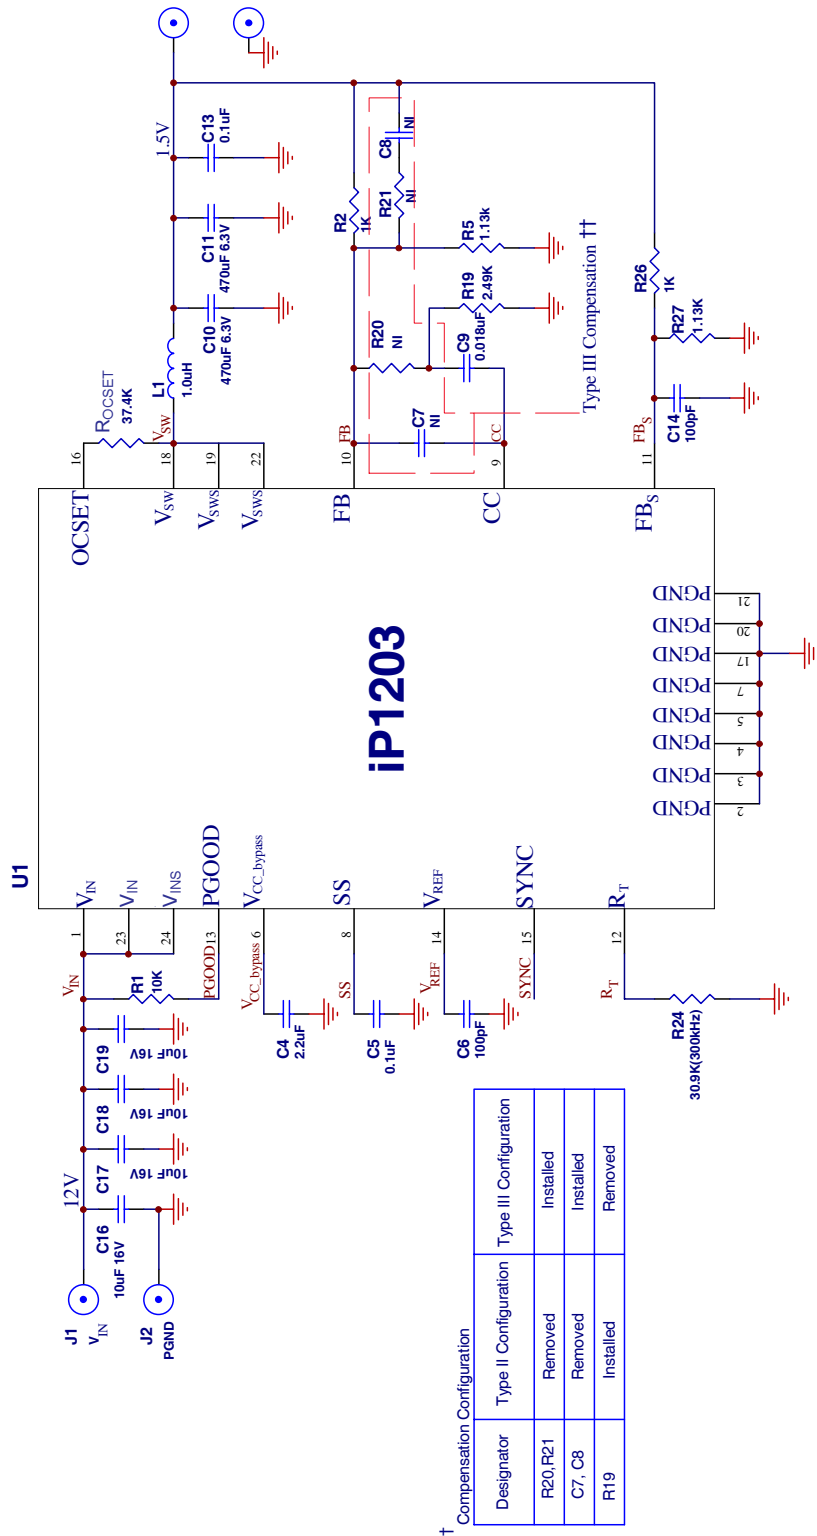 U1
iP1203
J1
V_IN
J2
PGND
12V
C16
10uF 16V
C17
10uF 16V
C18
10uF 16V
C19
10uF 16V
V_IN
R1
10K
PGOOD
V_CC_bypass
C4
2.2uF
SS
C5
0.1uF
V_REF
C6
100pF
SYNC
R_T
R24
30.9K(300kHz)
1
V_IN
23
V_IN
24
V_INS
13
PGOOD
6
V_CC_bypass
8
SS
14
V_REF
15
SYNC
12
R_T
16
OCSET
18
V_SW
19
V_SWS
22
V_SWS
10
FB
9
CC
11
FB_S
PGND 2
PGND 3
PGND 4
PGND 5
PGND 7
PGND 17
PGND 20
PGND 21
R_OCSET
37.4K
V_SW
L1
1.0uH
C10
470uF 6.3V
C11
470uF 6.3V
1.5V
C13
0.1uF
FB
C7
NI
CC
R20
NI
C9
0.018uF
R19
2.49K
R2
1K
R21
NI
C8
NI
R5
1.13k
Type III Compensation ††
FB_S
C14
100pF
R27
1.13K
R26
1K
†
Compensation Configuration
Designator Type II Configuration Type III Configuration
R20,R21 Removed Installed
C7, C8 Removed Installed
R19 Installed Removed